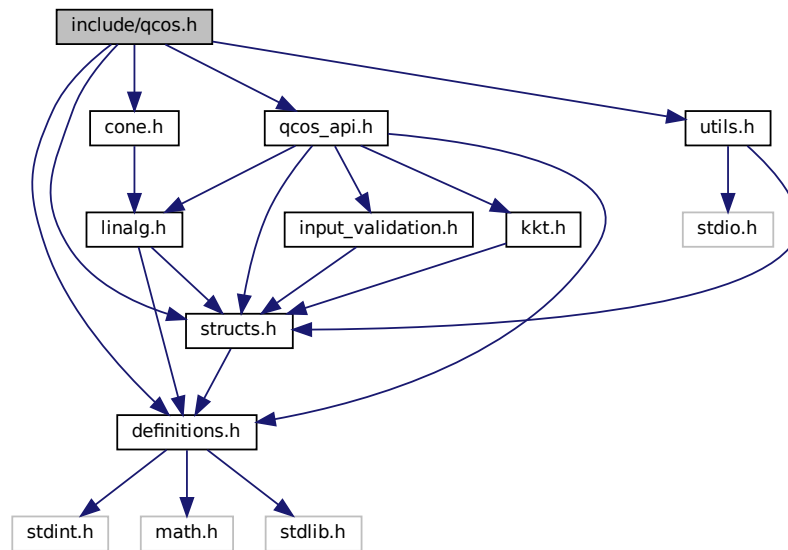 include/qcos.h
cone.h
qcos_api.h
utils.h
linalg.h
input_validation.h
kkt.h
stdio.h
structs.h
definitions.h
stdint.h
math.h
stdlib.h